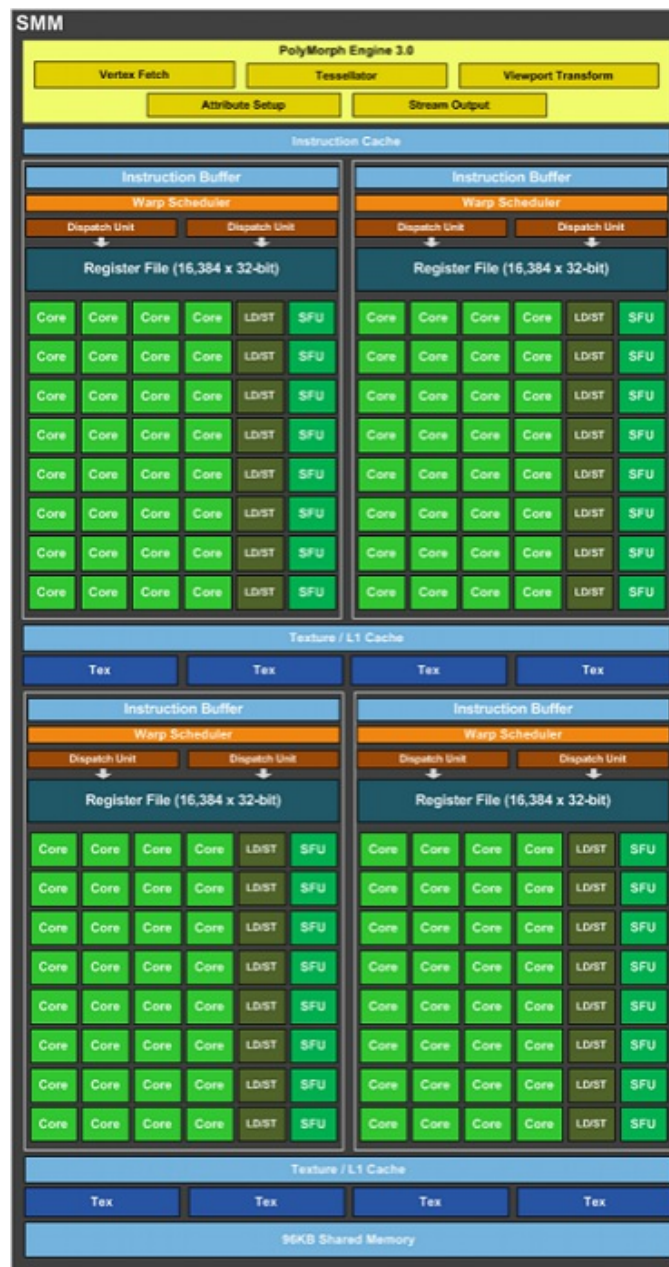 SMM
PolyMorph Engine 3.0
Vertex Fetch Tessellator Viewport Transform
Attribute Setup Stream Output
Instruction Cache
Instruction Buffer Instruction Buffer
Warp Scheduler Warp Scheduler
Dispatch Unit Dispatch Unit Dispatch Unit Dispatch Unit
Register File (16,384 x 32-bit) Register File (16,384 x 32-bit)
Core Core Core Core LD/ST SFU Core Core Core Core LD/ST SFU
Core Core Core Core LD/ST SFU Core Core Core Core LD/ST SFU
Core Core Core Core LD/ST SFU Core Core Core Core LD/ST SFU
Core Core Core Core LD/ST SFU Core Core Core Core LD/ST SFU
Core Core Core Core LD/ST SFU Core Core Core Core LD/ST SFU
Core Core Core Core LD/ST SFU Core Core Core Core LD/ST SFU
Core Core Core Core LD/ST SFU Core Core Core Core LD/ST SFU
Core Core Core Core LD/ST SFU Core Core Core Core LD/ST SFU
Texture / L1 Cache
Tex Tex Tex Tex
Instruction Buffer Instruction Buffer
Warp Scheduler Warp Scheduler
Dispatch Unit Dispatch Unit Dispatch Unit Dispatch Unit
Register File (16,384 x 32-bit) Register File (16,384 x 32-bit)
Core Core Core Core LD/ST SFU Core Core Core Core LD/ST SFU
Core Core Core Core LD/ST SFU Core Core Core Core LD/ST SFU
Core Core Core Core LD/ST SFU Core Core Core Core LD/ST SFU
Core Core Core Core LD/ST SFU Core Core Core Core LD/ST SFU
Core Core Core Core LD/ST SFU Core Core Core Core LD/ST SFU
Core Core Core Core LD/ST SFU Core Core Core Core LD/ST SFU
Core Core Core Core LD/ST SFU Core Core Core Core LD/ST SFU
Core Core Core Core LD/ST SFU Core Core Core Core LD/ST SFU
Texture / L1 Cache
Tex Tex Tex Tex
96KB Shared Memory